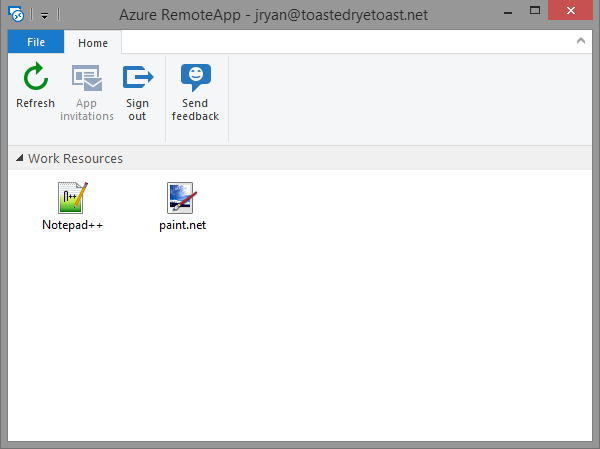 Azure RemoteApp - jryan@toastedryetoast.net
File Home
Refresh App invitations Sign out Send feedback
Work Resources
Notepad++ paint.net